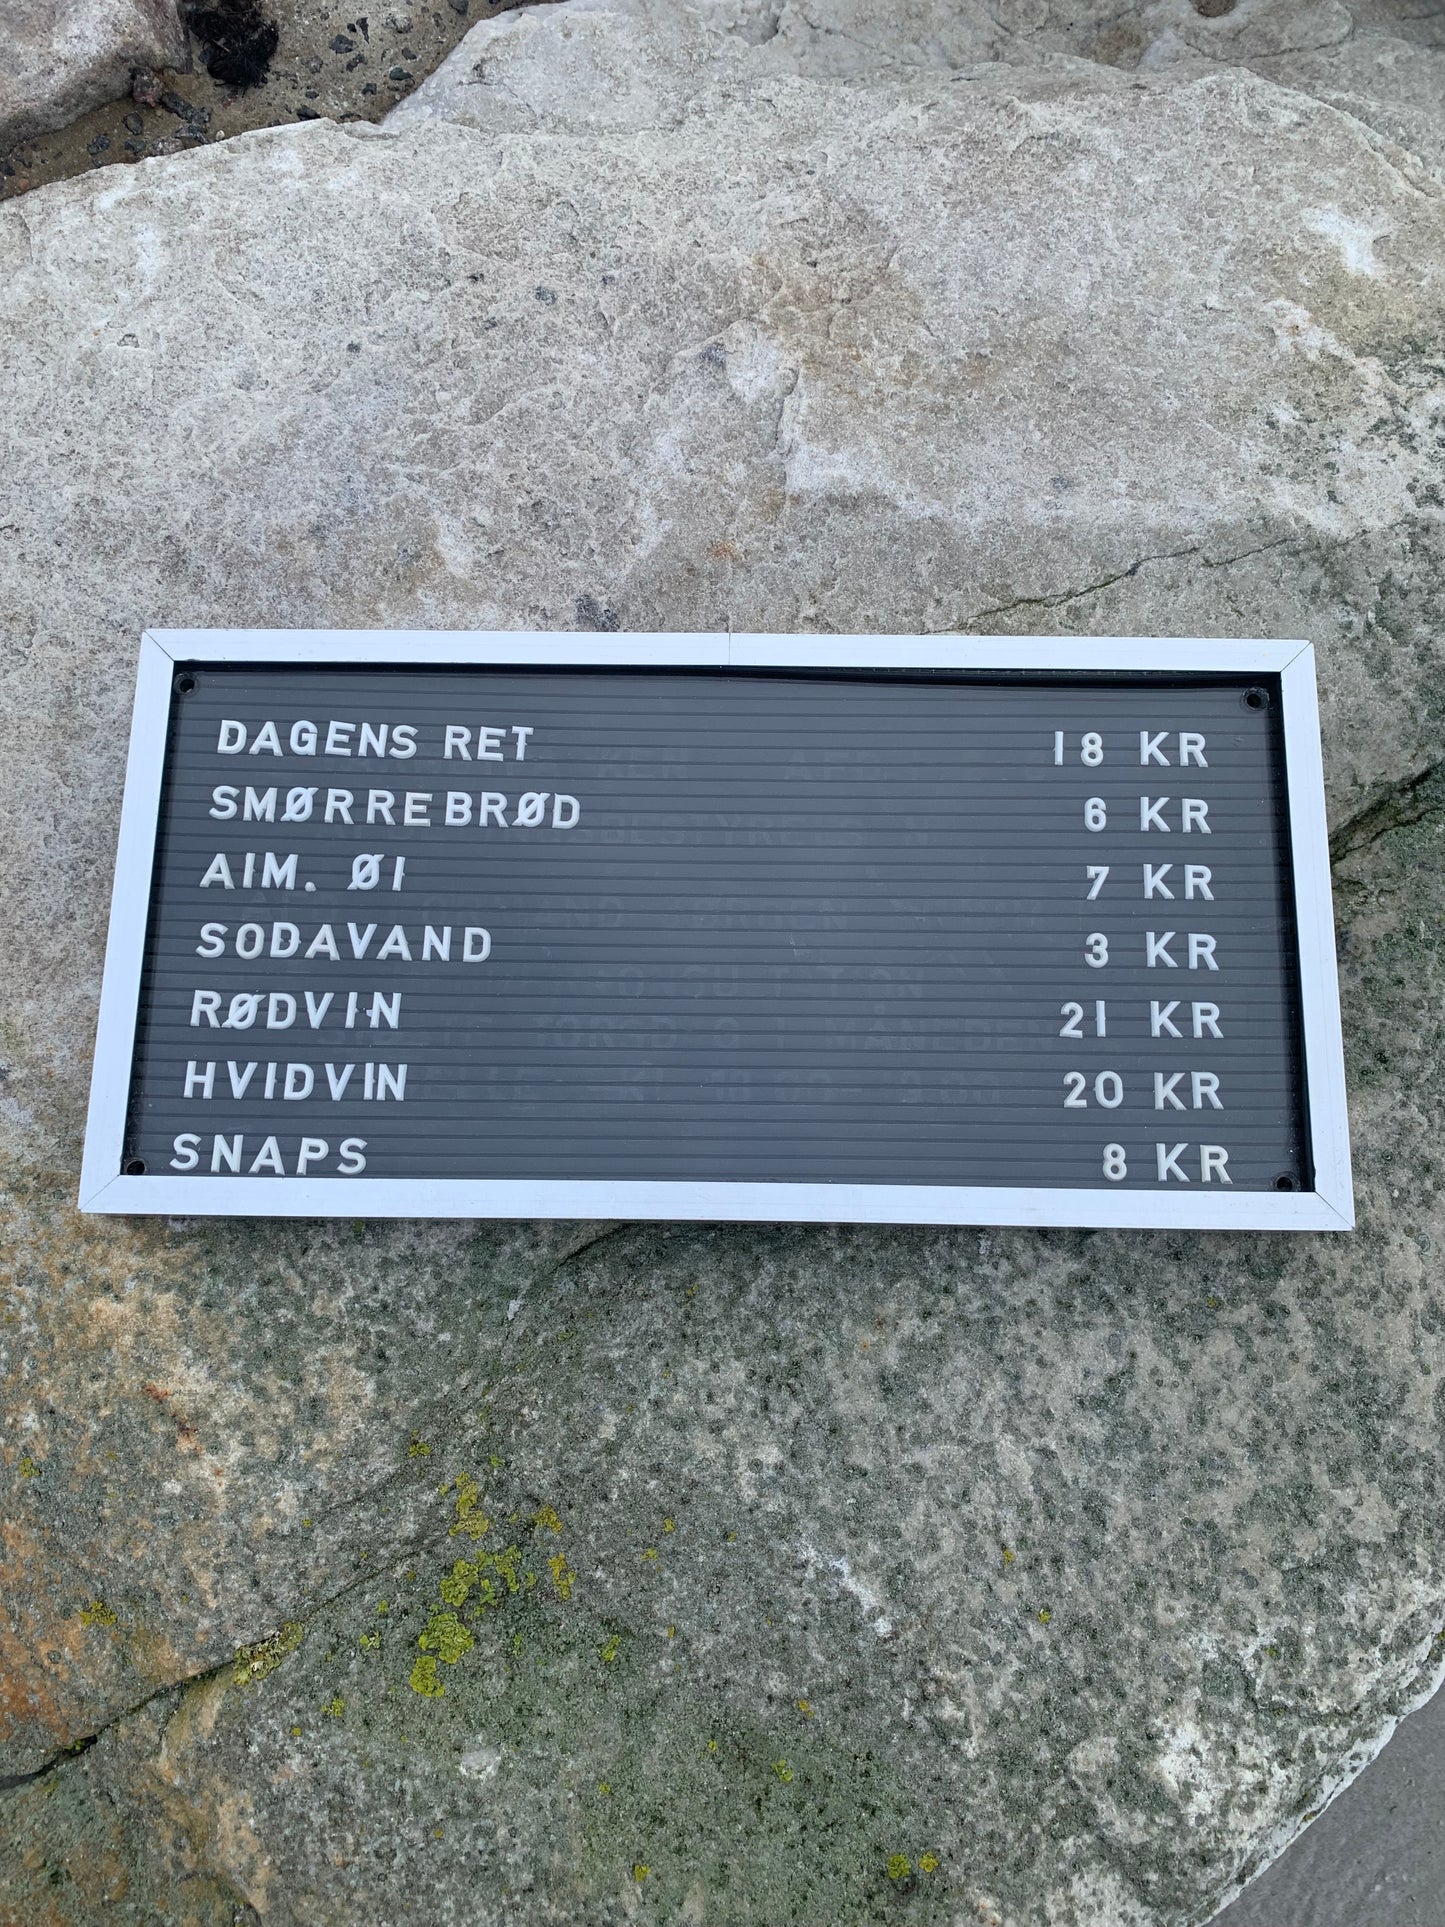 DAGENS RET 18 KR
SMØRREBRØD 6 KR
AIM. ØI 7 KR
SODAVAND 3 KR
RØDVIN 21 KR
HVIDVIN 20 KR
SNAPS 8 KR